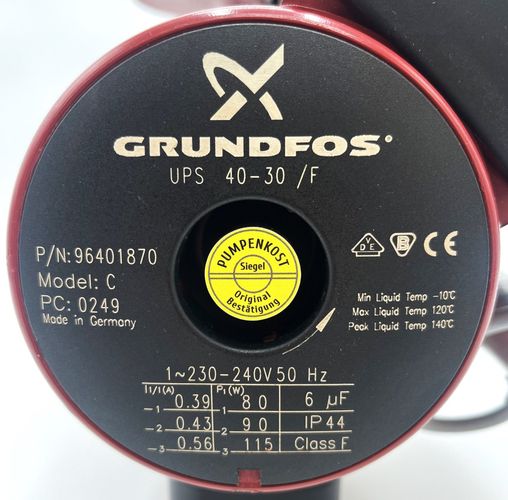 GRUNDFOS
UPS 40-30 /F
P/N:96401870
Model: C
PC: 0249
Made in Germany
PUMPENKOST
Siegel
Original
Bestätigung
VDE
B
CE
Min Liquid Temp -10°C
Max Liquid Temp 120°C
Peak Liquid Temp 140°C
1~230-240V 50 Hz
I1/1(A) P1(W)
1 0.39 1 80 6 µF
2 0.43 2 90 IP44
3 0.56 3 115 Class F